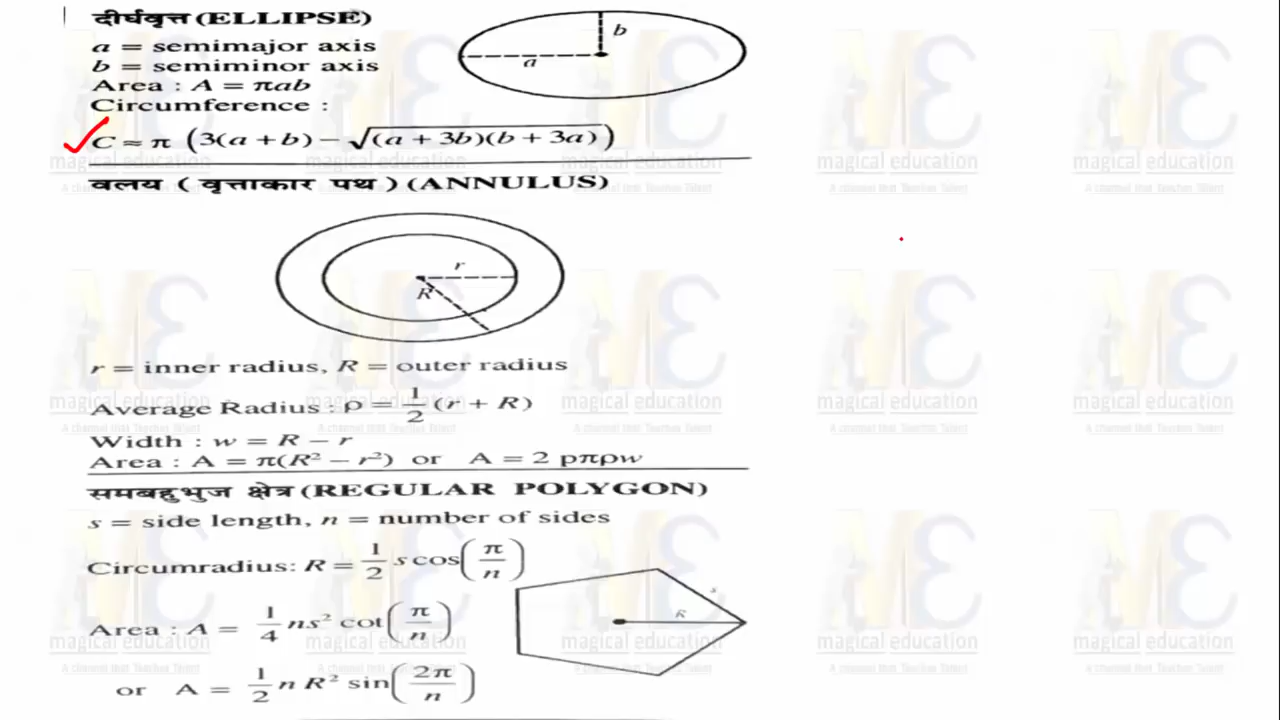 दीर्घवृत्त (ELLIPSE)
a = semimajor axis
b = semiminor axis
Area : A = πab
Circumference :
C ≈ π (3(a + b) − √(a + 3b)(b + 3a))
a
b
वलय ( वृत्ताकार पथ ) (ANNULUS)
r
R
r = inner radius, R = outer radius
Average Radius : ρ = 1/2 (r + R)
Width : w = R − r
Area : A = π(R² − r²) or A = 2 pπρw
समबहुभुज क्षेत्र (REGULAR POLYGON)
s = side length, n = number of sides
Circumradius: R = 1/2 s cos(π/n)
Area : A = 1/4 ns² cot(π/n)
or A = 1/2 n R² sin(2π/n)
s
R
magical education
A channel that Teaches Talent